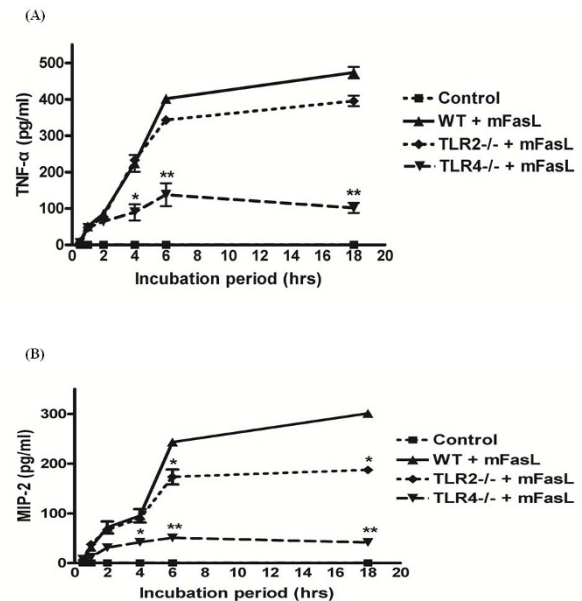 (A)
500
400
300
200
100
0
TNF-α (pg/ml)
* ** **
0 2 4 6 8 10 12 14 16 18 20
Incubation period (hrs)
Control
WT + mFasL
TLR2-/- + mFasL
TLR4-/- + mFasL
(B)
300
200
100
0
MIP-2 (pg/ml)
* *
* ** **
0 2 4 6 8 10 12 14 16 18 20
Incubation period (hrs)
Control
WT + mFasL
TLR2-/- + mFasL
TLR4-/- + mFasL